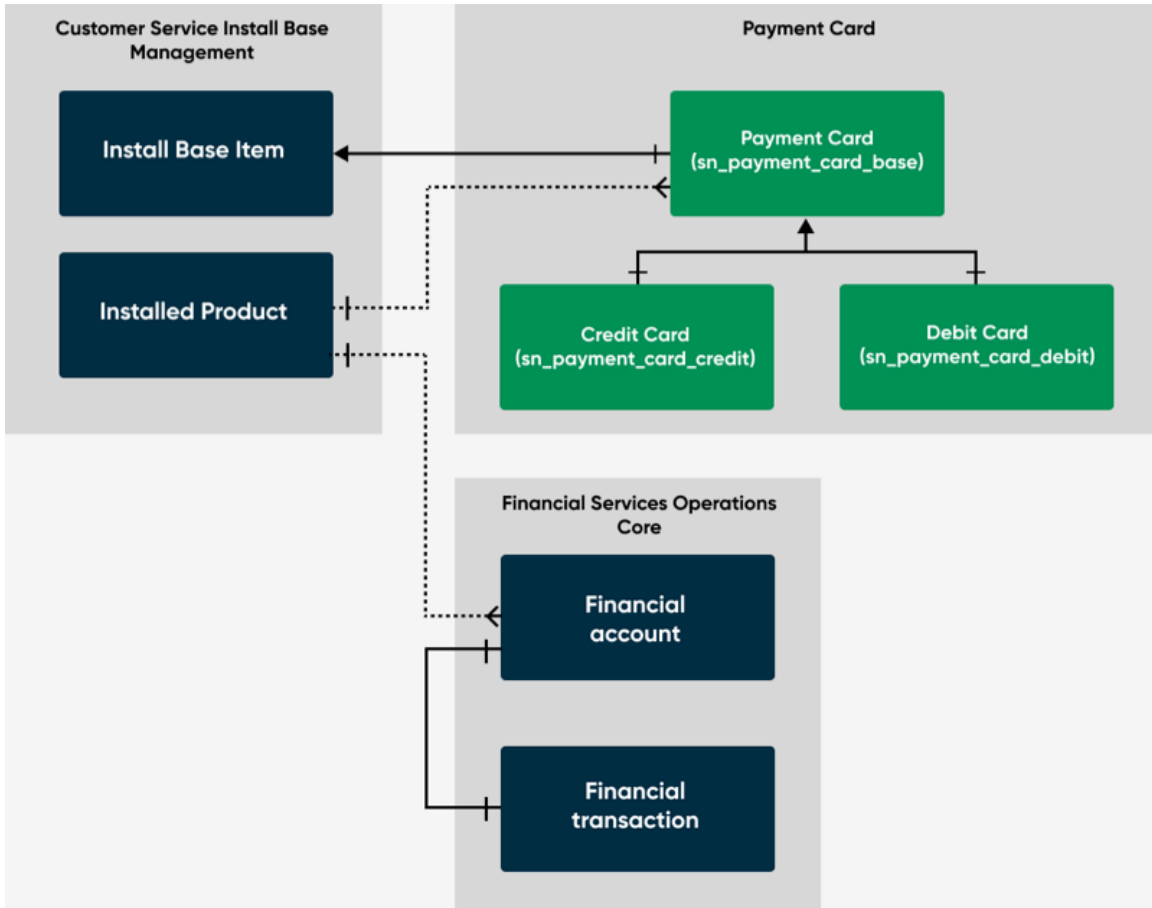 Customer Service Install Base
Management
Install Base Item
Installed Product
Payment Card
Payment Card
(sn_payment_card_base)
Credit Card
(sn_payment_card_credit)
Debit Card
(sn_payment_card_debit)
Financial Services Operations
Core
Financial
account
Financial
transaction